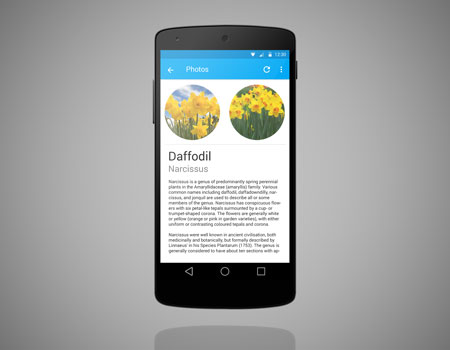 12:30
Photos
Daffodil
Narcissus
Narcissus is a genus of predominantly spring perennial
plants in the Amaryllidaceae (amaryllis) family. Various
common names including daffodil, daffadowndilly, nar-
cissus, and jonquil are used to describe all or some
members of the genus. Narcissus has conspicuous flow-
ers with six petal-like tepals surmounted by a cup- or
trumpet-shaped corona. The flowers are generally white
or yellow (orange or pink in garden varieties), with either
uniform or contrasting coloured tepals and corona.
Narcissus were well known in ancient civilisation, both
medicinally and botanically, but formally described by
Linnaeus' in his Species Plantarum (1753). The genus is
generally considered to have about ten sections with ap-